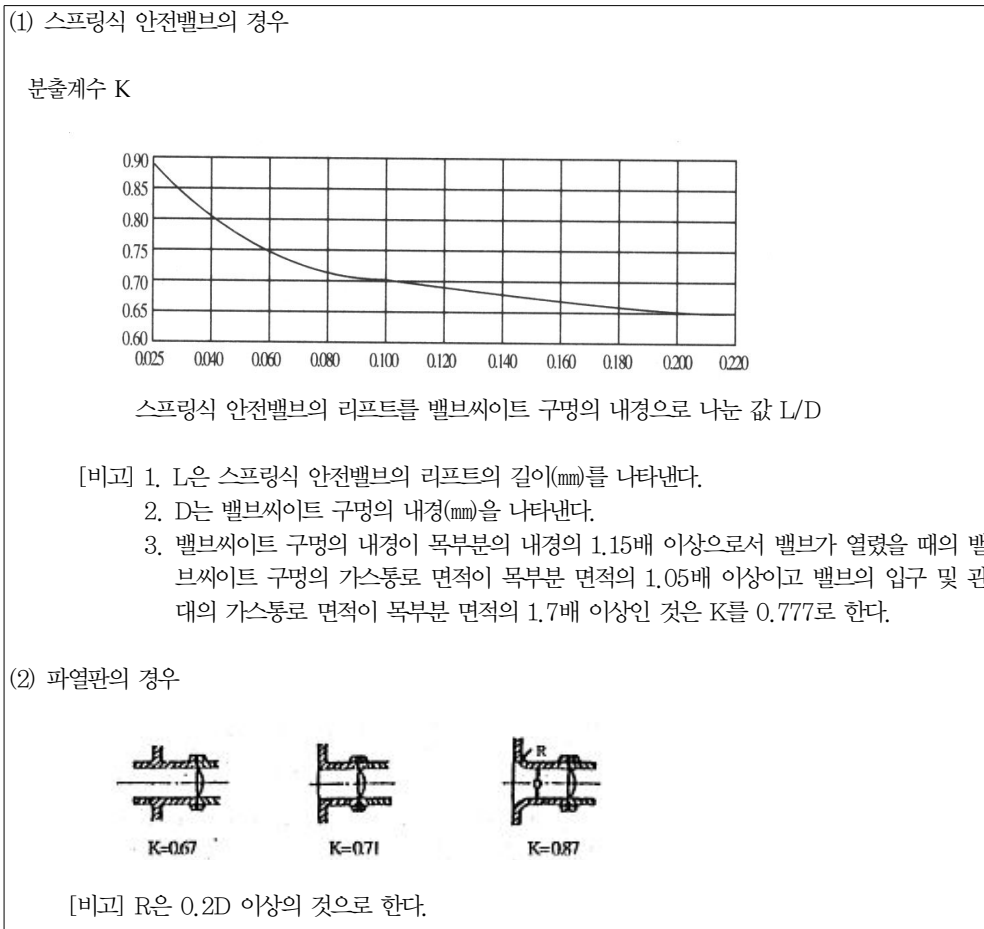 (1) 스프링식 안전밸브의 경우
분출계수 K
0.90
0.85
0.80
0.75
0.70
0.65
0.60
0.025 0.040 0.060 0.080 0.100 0.120 0.140 0.160 0.180 0.200 0.220
스프링식 안전밸브의 리프트를 밸브씨이트 구멍의 내경으로 나눈 값 L/D
[비고] 1. L은 스프링식 안전밸브의 리프트의 길이(㎜)를 나타낸다.
2. D는 밸브씨이트 구멍의 내경(㎜)을 나타낸다.
3. 밸브씨이트 구멍의 내경이 목부분의 내경의 1.15배 이상으로서 밸브가 열렸을 때의 밸
브씨이트 구멍의 가스통로 면적이 목부분 면적의 1.05배 이상이고 밸브의 입구 및 관
대의 가스통로 면적이 목부분 면적의 1.7배 이상인 것은 K를 0.777로 한다.
(2) 파열판의 경우
R
D
K=0.67 K=0.71 K=0.87
[비고] R은 0.2D 이상의 것으로 한다.